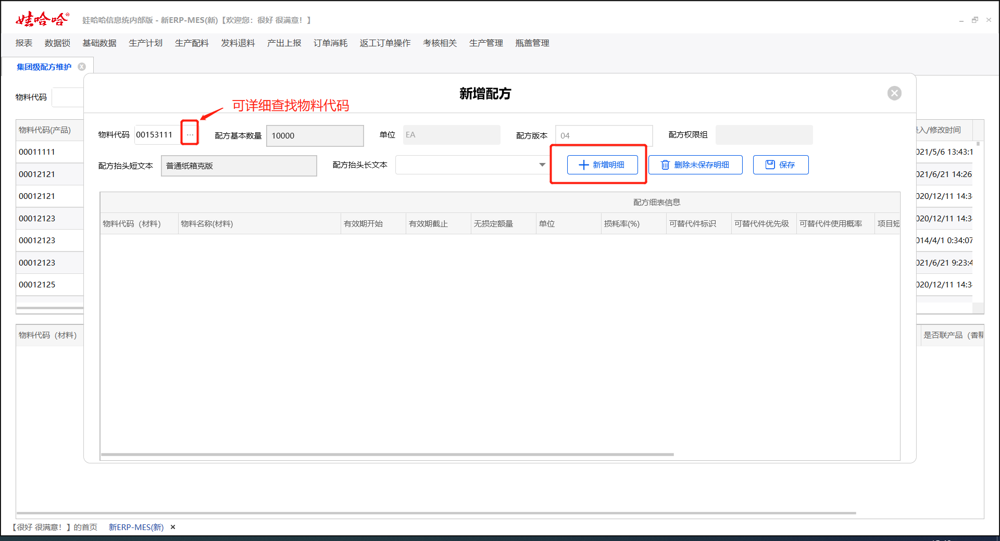 娃哈哈®
娃哈哈信息统内部版 - 新ERP-MES(新)【欢迎您：很好 很满意！】
报表 数据锁 基础数据 生产计划 生产配料 发料退料 产出上报 订单消耗 返工订单操作 考核相关 生产管理 瓶盖管理
集团级配方维护
物料代码
新增配方
可详细查找物料代码
物料代码 00153111 ... 配方基本数量 10000 单位 EA 配方版本 04 配方权限组
配方抬头短文本 普通纸箱克版 配方抬头长文本 新增明细 删除未保存明细 保存
配方细表信息
物料代码（材料） 物料名称(材料) 有效期开始 有效期截止 无损定额量 单位 损耗率(%) 可替代件标识 可替代件优先级 可替代件使用概率 项目短
物料代码(产品)
00011111
00012121
00012121
00012123
00012123
00012123
00012125
入/修改时间
021/5/6 13:43:1
021/6/21 14:26
020/12/11 14:3
020/12/11 14:3
014/4/1 0:34:07
021/6/21 9:23:4
020/12/11 14:3
物料代码（材料）
是否联产品（香精
【很好 很满意！】的首页 新ERP-MES(新) ×